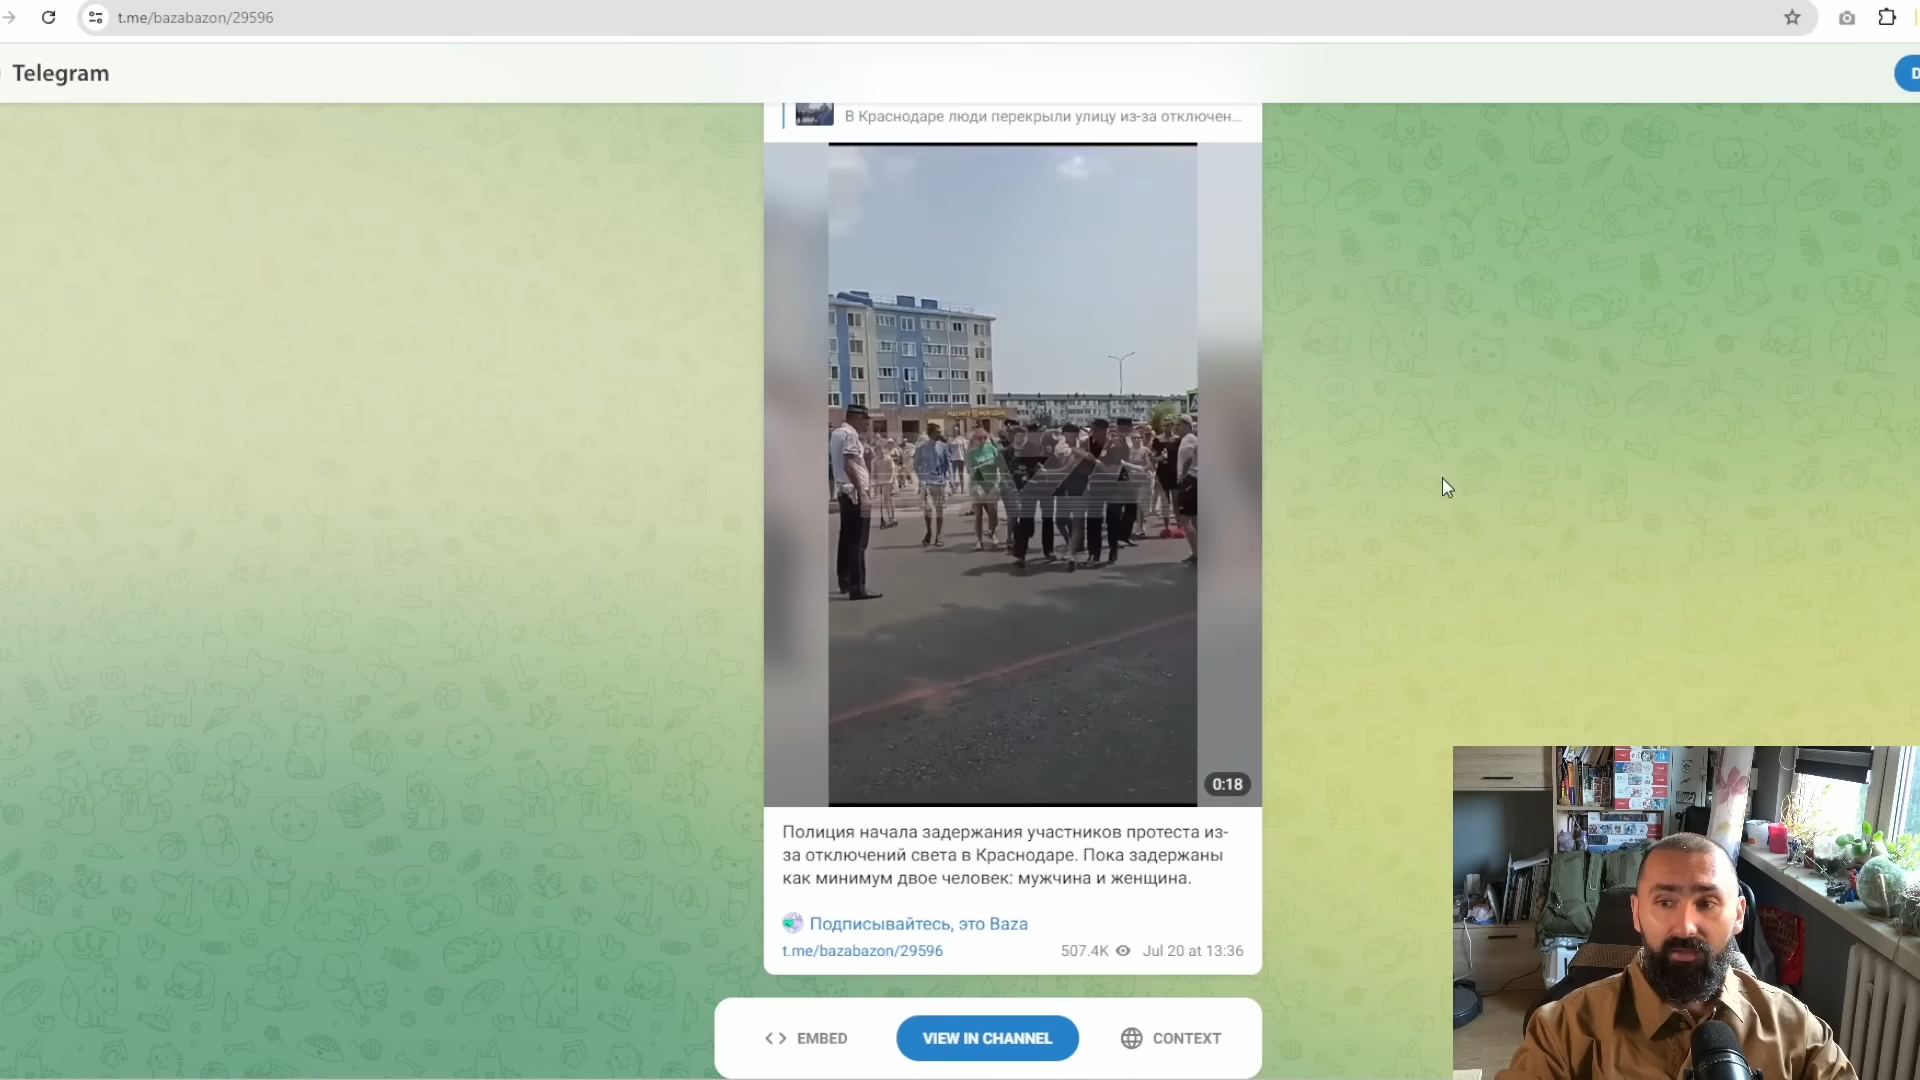 t.me/bazabazon/29596
Telegram
В Краснодаре люди перекрыли улицу из-за отключен...
МАГНИТ
0:18
Полиция начала задержания участников протеста из-
за отключений света в Краснодаре. Пока задержаны
как минимум двое человек: мужчина и женщина.
Подписывайтесь, это Baza
t.me/bazabazon/29596 507.4K Jul 20 at 13:36
EMBED VIEW IN CHANNEL CONTEXT